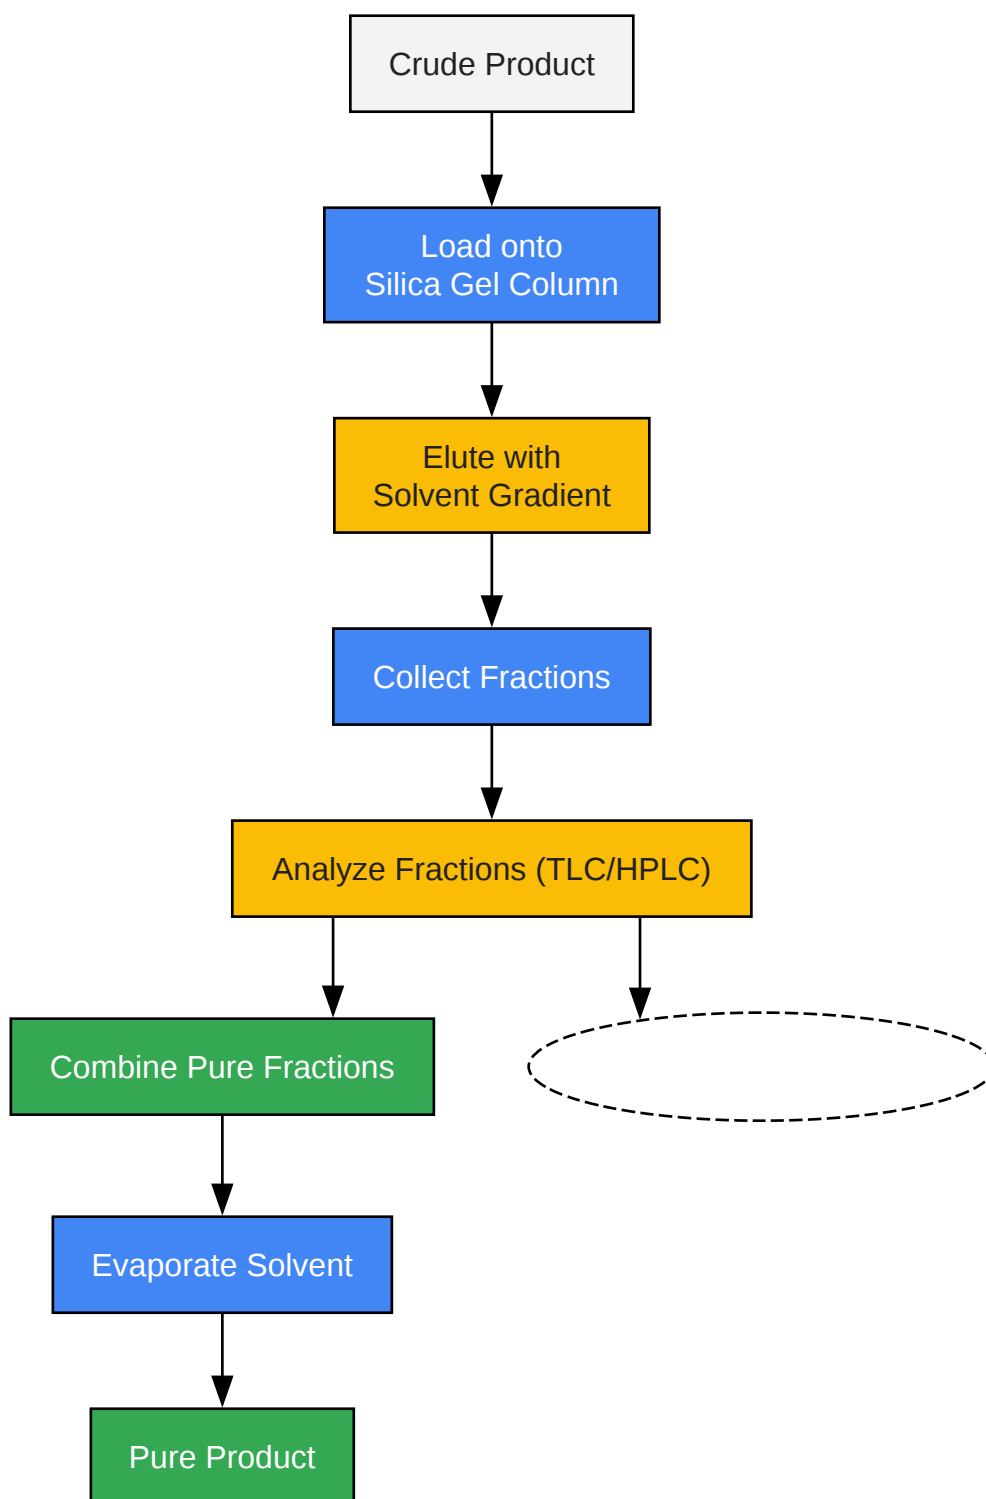 Crude Product
Load onto
Silica Gel Column
Elute with
Solvent Gradient
Collect Fractions
Analyze Fractions (TLC/HPLC)
Combine Pure Fractions
Evaporate Solvent
Pure Product